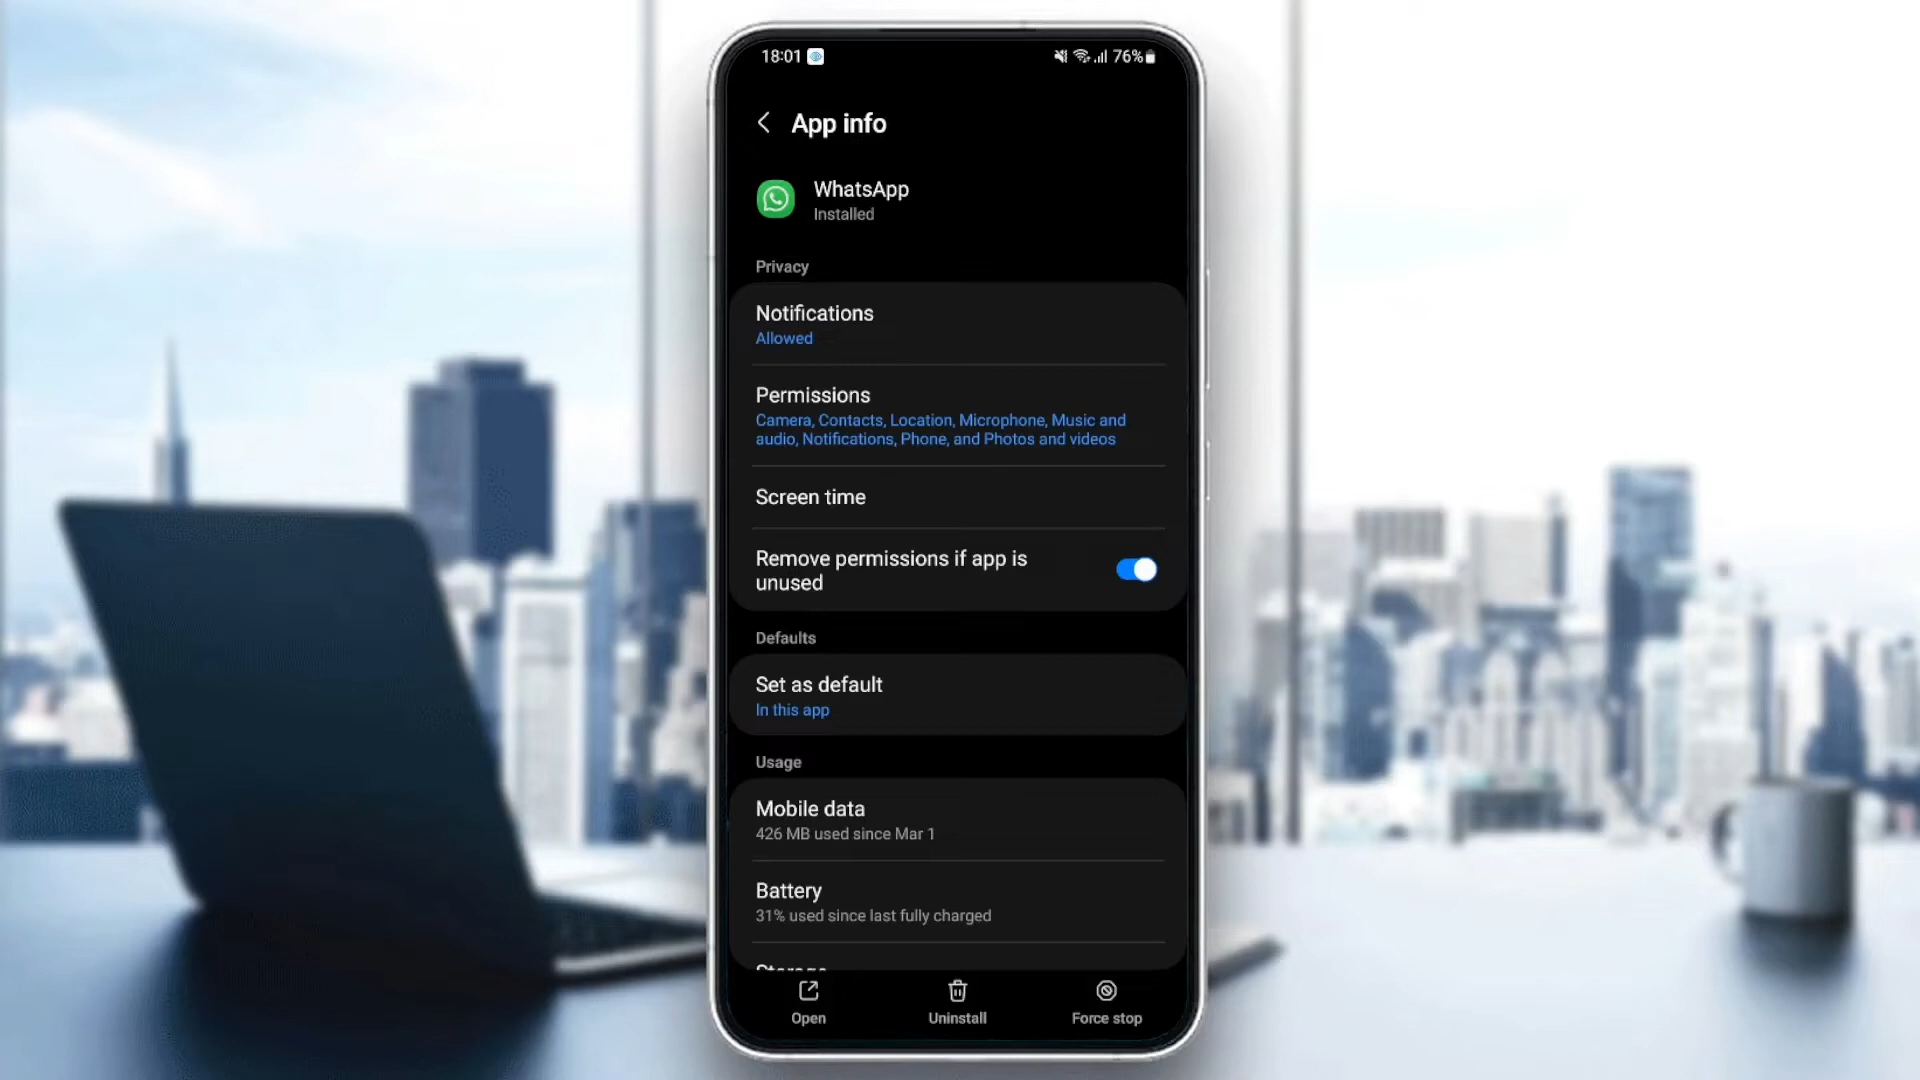 18:01
76%
App info
WhatsApp
Installed
Privacy
Notifications
Allowed
Permissions
Camera, Contacts, Location, Microphone, Music and
audio, Notifications, Phone, and Photos and videos
Screen time
Remove permissions if app is
unused
Defaults
Set as default
In this app
Usage
Mobile data
426 MB used since Mar 1
Battery
31% used since last fully charged
Storage
Open
Uninstall
Force stop